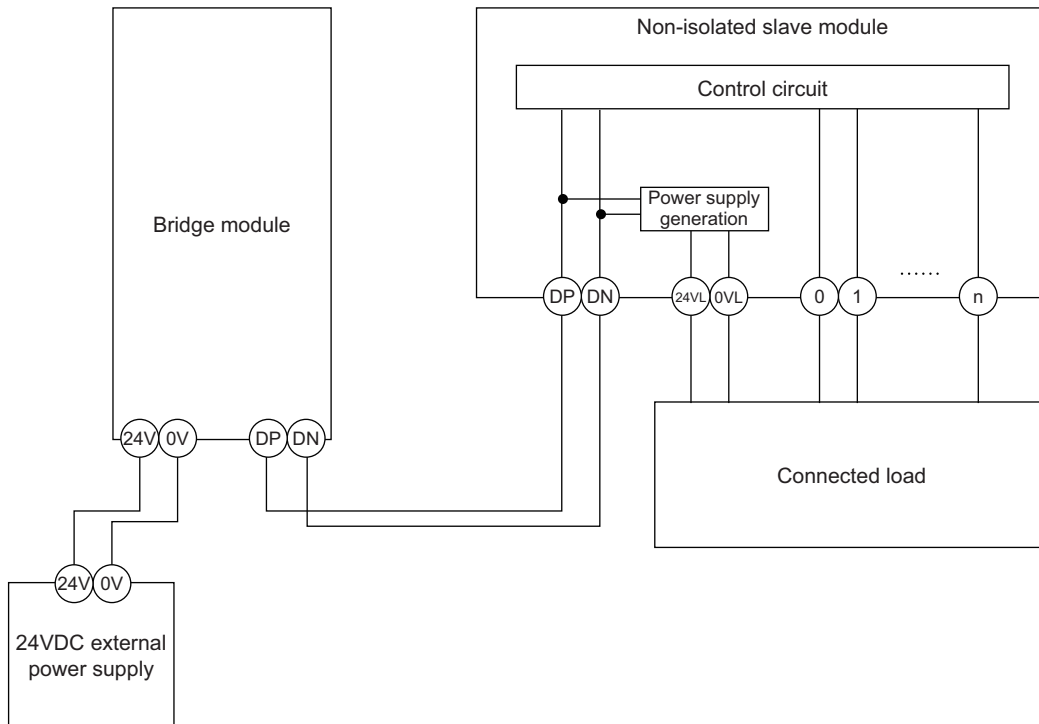 Non-isolated slave module
Control circuit
Power supply
generation
Bridge module
DP DN 24VL 0VL 0 1 ...... n
24V 0V DP DN
Connected load
24V 0V
24VDC external
power supply